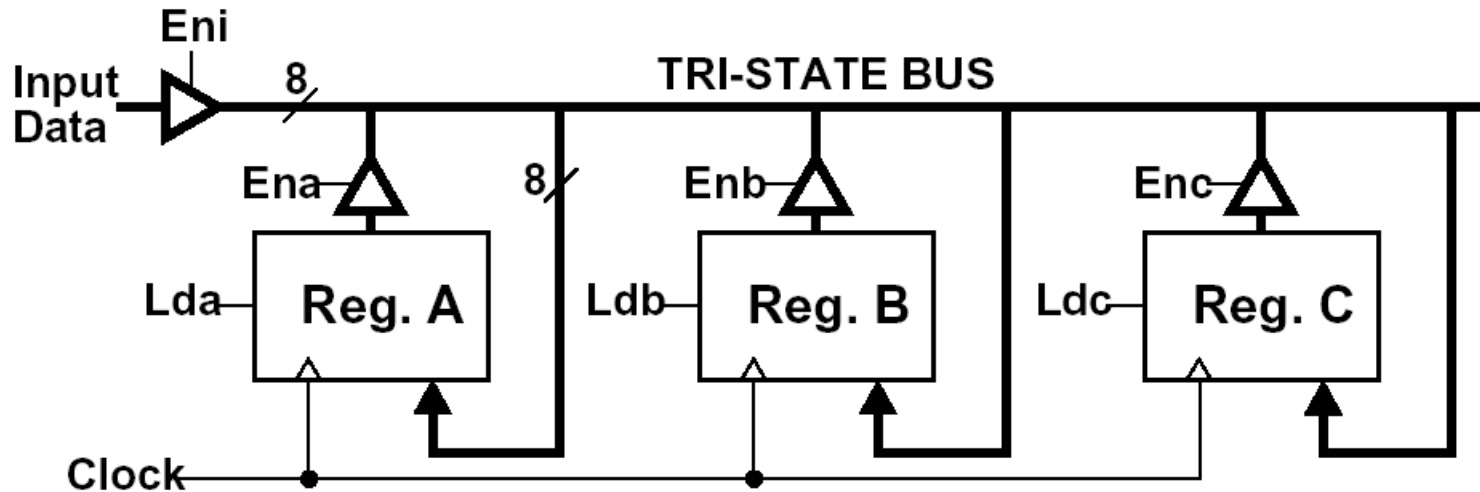 Eni
Input
Data
8
TRI-STATE BUS
Ena
8
Enb
Enc
Lda
Reg. A
Ldb
Reg. B
Ldc
Reg. C
Clock